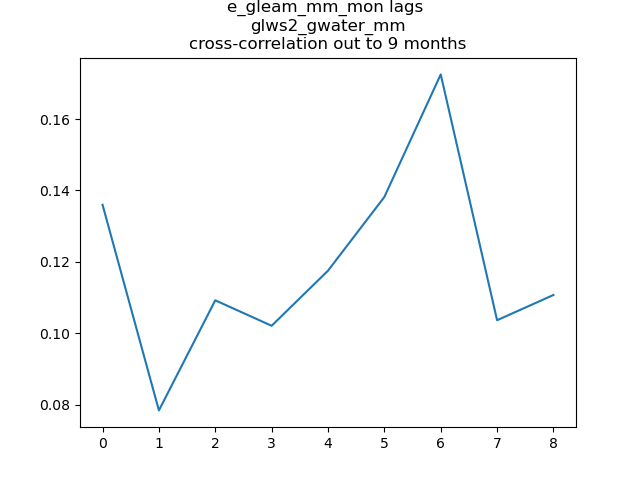 e_gleam_mm_mon lags
glws2_gwater_mm
cross-correlation out to 9 months
0.16
0.14
0.12
0.10
0.08
0 1 2 3 4 5 6 7 8